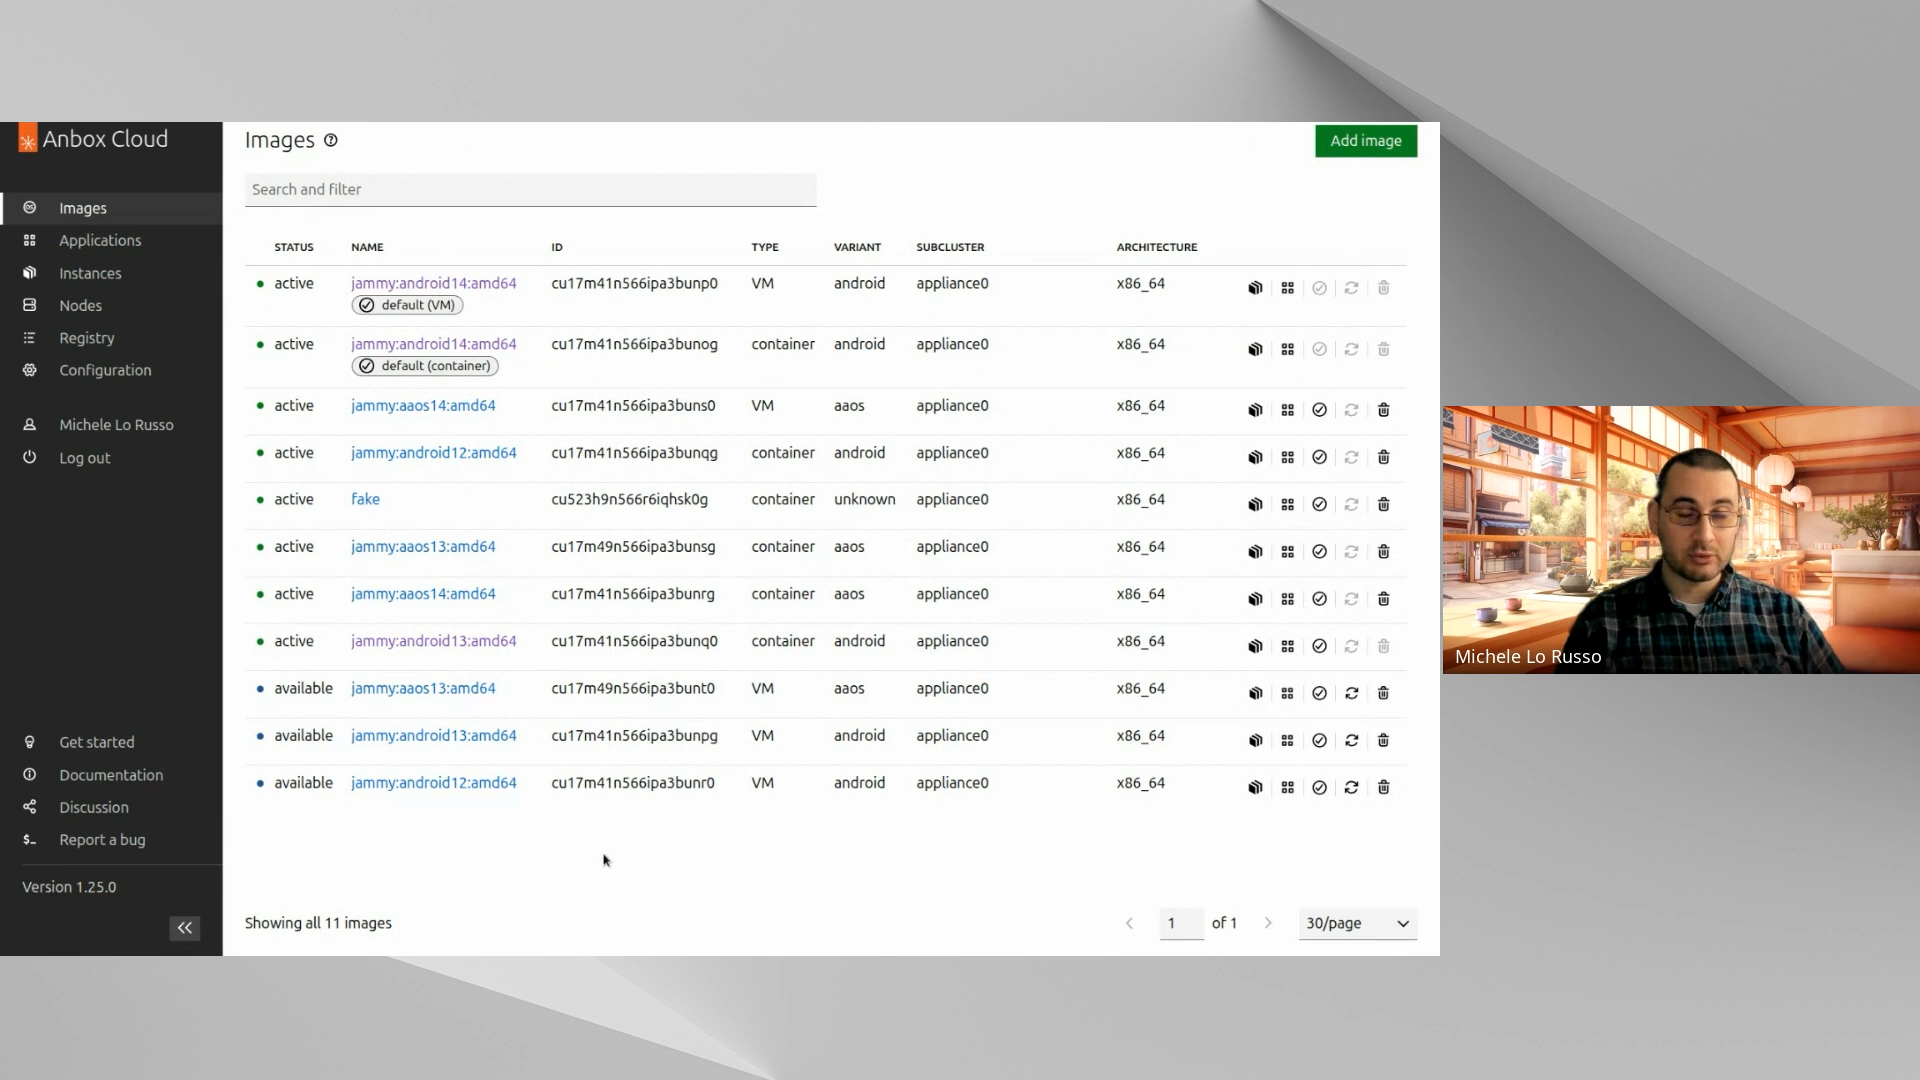 Anbox Cloud
Images
Applications
Instances
Nodes
Registry
Configuration
Michele Lo Russo
Log out
Get started
Documentation
Discussion
Report a bug
Version 1.25.0
Images
Add image
Search and filter
STATUS NAME ID TYPE VARIANT SUBCLUSTER ARCHITECTURE
active jammy:android14:amd64 cu17m41n566ipa3bunp0 VM android appliance0 x86_64
default (VM)
active jammy:android14:amd64 cu17m41n566ipa3bunog container android appliance0 x86_64
default (container)
active jammy:aaos14:amd64 cu17m41n566ipa3buns0 VM aaos appliance0 x86_64
active jammy:android12:amd64 cu17m41n566ipa3bunqg container android appliance0 x86_64
active fake cu523h9n566r6iqhsk0g container unknown appliance0 x86_64
active jammy:aaos13:amd64 cu17m49n566ipa3bunsg container aaos appliance0 x86_64
active jammy:aaos14:amd64 cu17m41n566ipa3bunrg container aaos appliance0 x86_64
active jammy:android13:amd64 cu17m41n566ipa3bunq0 container android appliance0 x86_64
available jammy:aaos13:amd64 cu17m49n566ipa3bunt0 VM aaos appliance0 x86_64
available jammy:android13:amd64 cu17m41n566ipa3bunpg VM android appliance0 x86_64
available jammy:android12:amd64 cu17m41n566ipa3bunr0 VM android appliance0 x86_64
Showing all 11 images
1 of 1
30/page
Michele Lo Russo